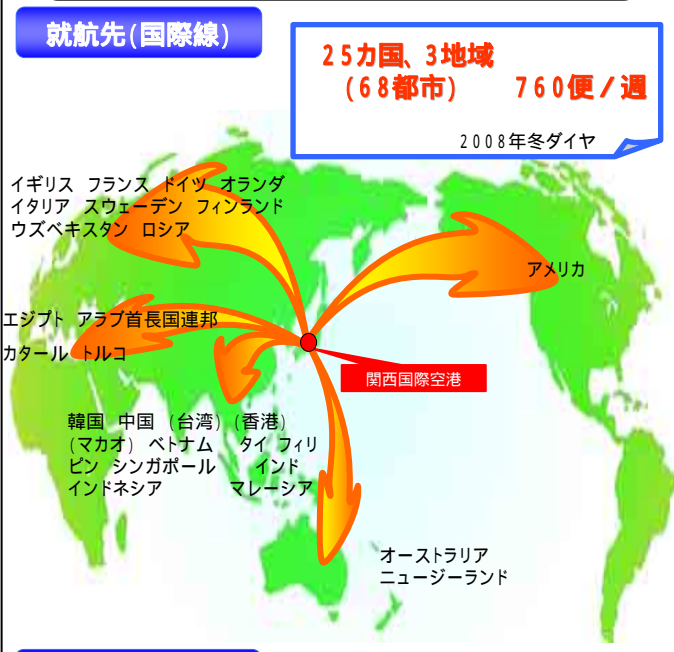 就航先(国際線)
25カ国、3地域
(68都市) 760便／週
2008年冬ダイヤ
イギリス フランス ドイツ オランダ
イタリア スウェーデン フィンランド
ウズベキスタン ロシア
アメリカ
エジプト アラブ首長国連邦
カタール トルコ
関西国際空港
韓国 中国 (台湾) (香港)
(マカオ) ベトナム タイ フィリ
ピン シンガポール インド
インドネシア マレーシア
オーストラリア
ニュージーランド